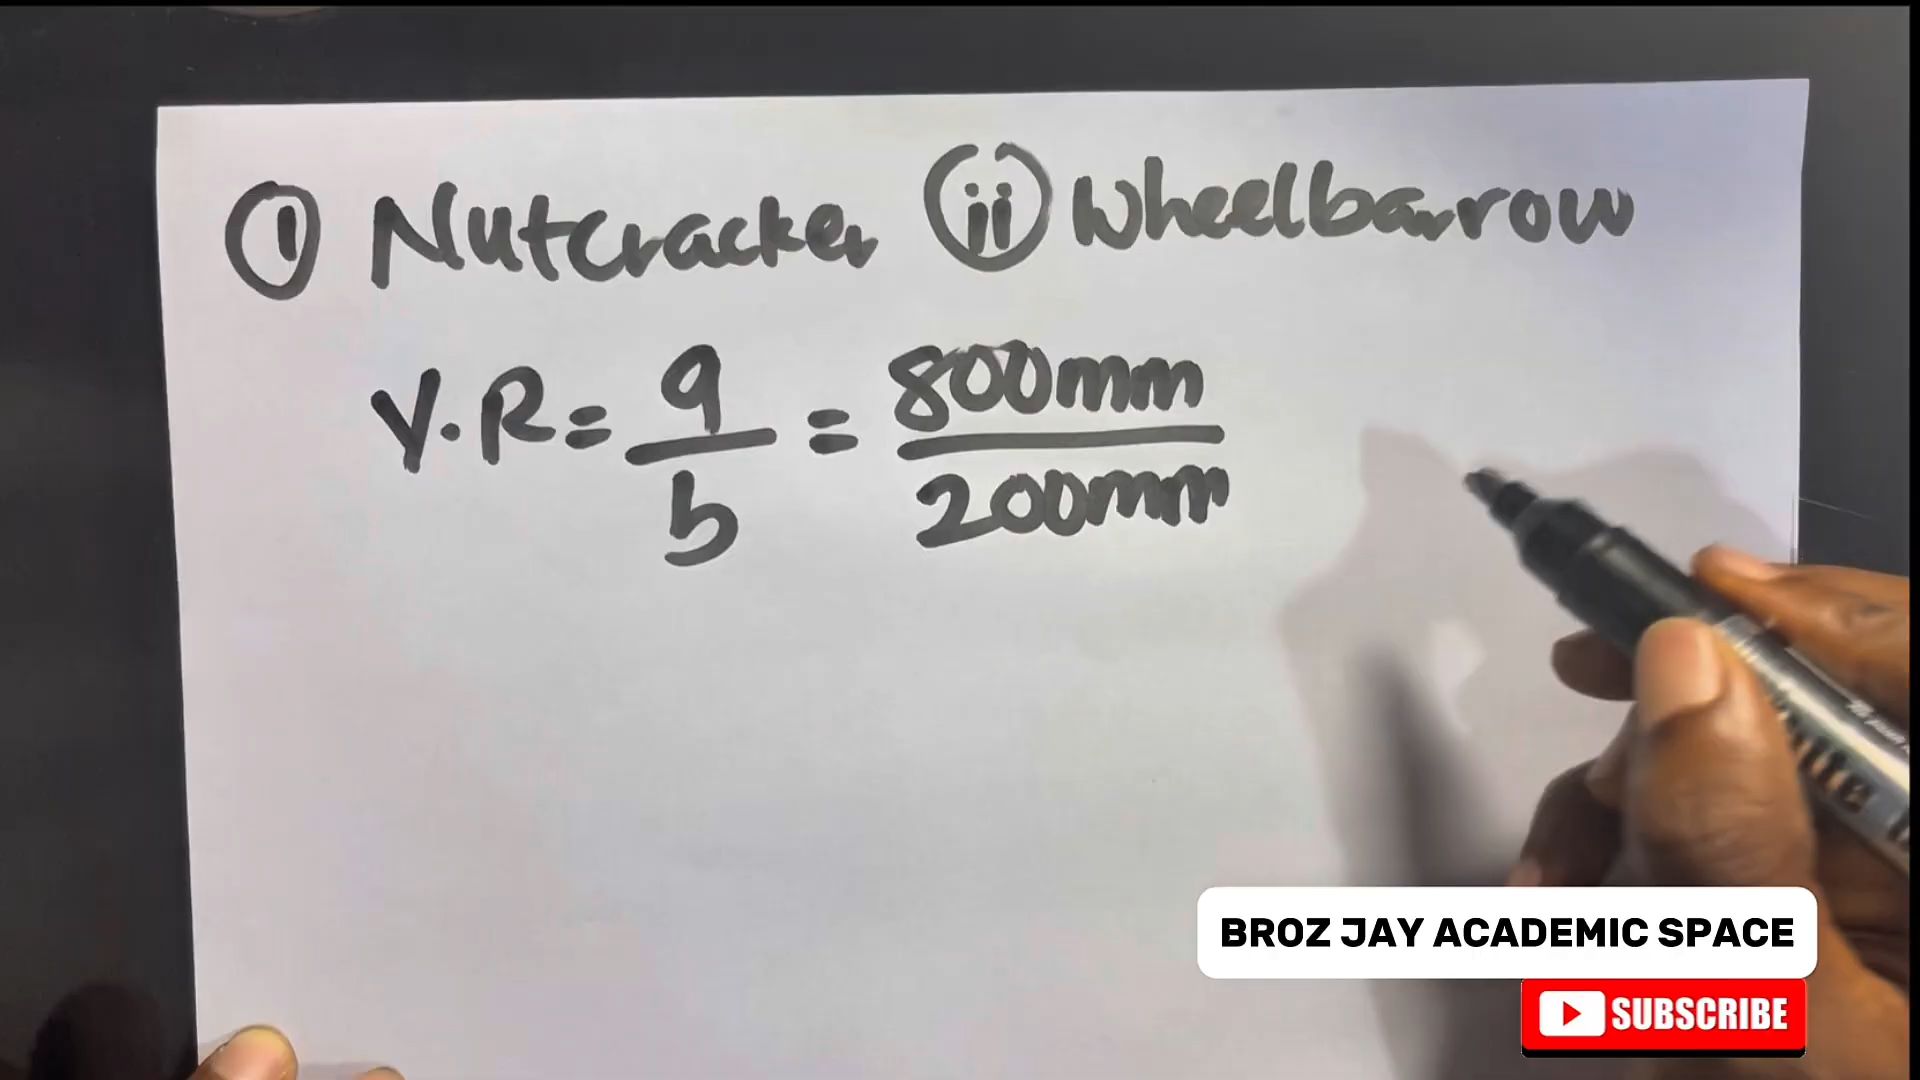 ① Nutcracker ⓘⓘ Wheelbarrow
V.R = a/b = 800mm/200mm
BROZ JAY ACADEMIC SPACE
SUBSCRIBE